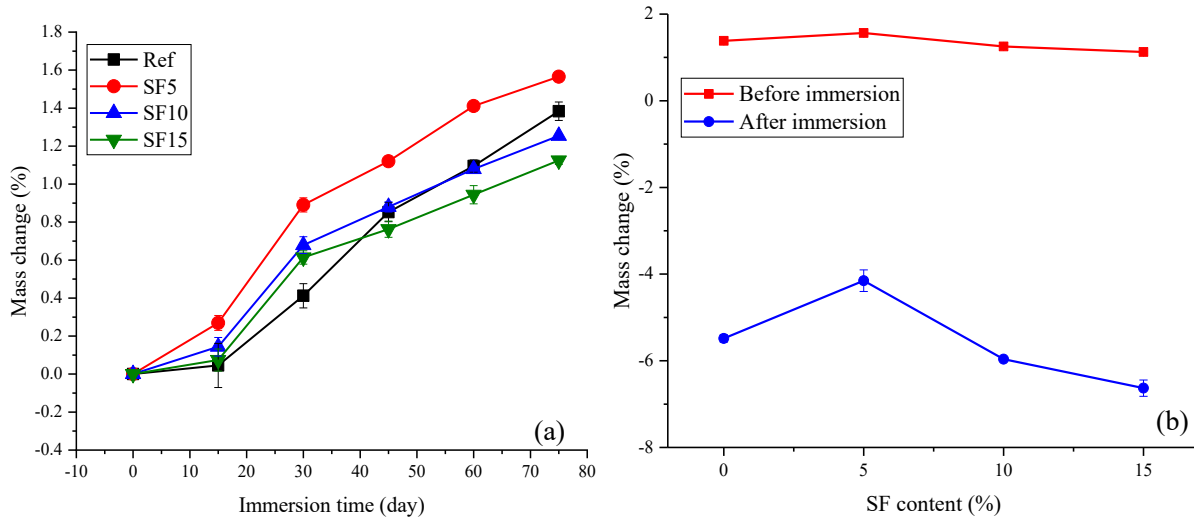 1.8
1.6
1.4
1.2
1.0
0.8
0.6
0.4
0.2
0.0
-0.2
-0.4
Mass change (%)
Ref
SF5
SF10
SF15
(a)
-10 0 10 20 30 40 50 60 70 80
Immersion time (day)
2
0
-2
-4
-6
-8
Mass change (%)
Before immersion
After immersion
(b)
0 5 10 15
SF content (%)